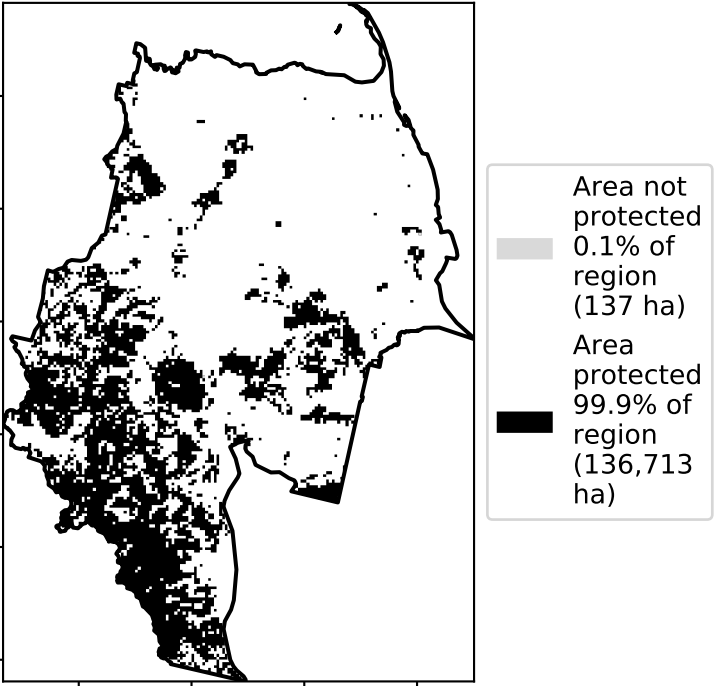 Area not
protected
0.1% of
region
(137 ha)
Area
protected
99.9% of
region
(136,713
ha)